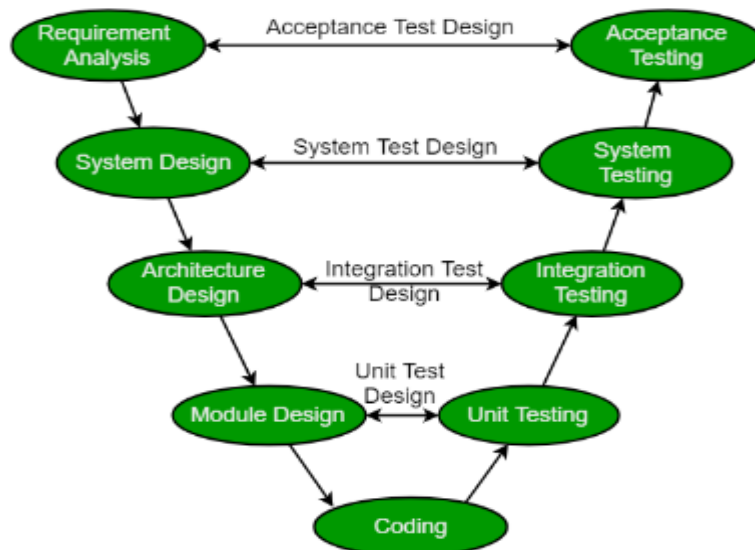 Requirement
Analysis
Acceptance Test Design
Acceptance
Testing
System Design
System Test Design
System
Testing
Architecture
Design
Integration Test
Design
Integration
Testing
Module Design
Unit Test
Design
Unit Testing
Coding